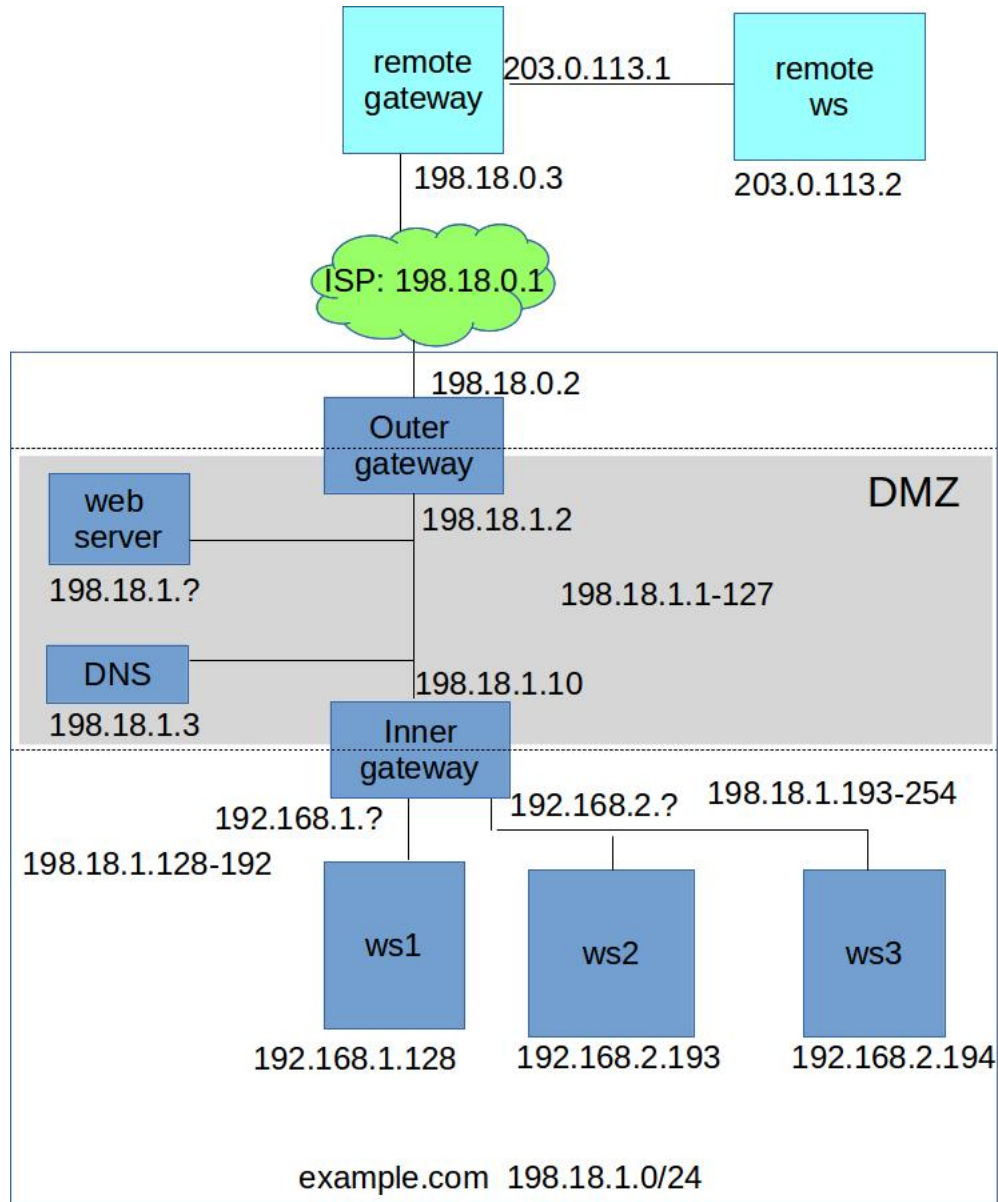 remote
gateway
203.0.113.1
remote
ws
198.18.0.3
203.0.113.2
ISP: 198.18.0.1
198.18.0.2
Outer
gateway
DMZ
web
server
198.18.1.2
198.18.1.?
198.18.1.1-127
DNS
198.18.1.10
198.18.1.3
Inner
gateway
192.168.1.?
192.168.2.?
198.18.1.193-254
198.18.1.128-192
ws1
ws2
ws3
192.168.1.128
192.168.2.193
192.168.2.194
example.com 198.18.1.0/24